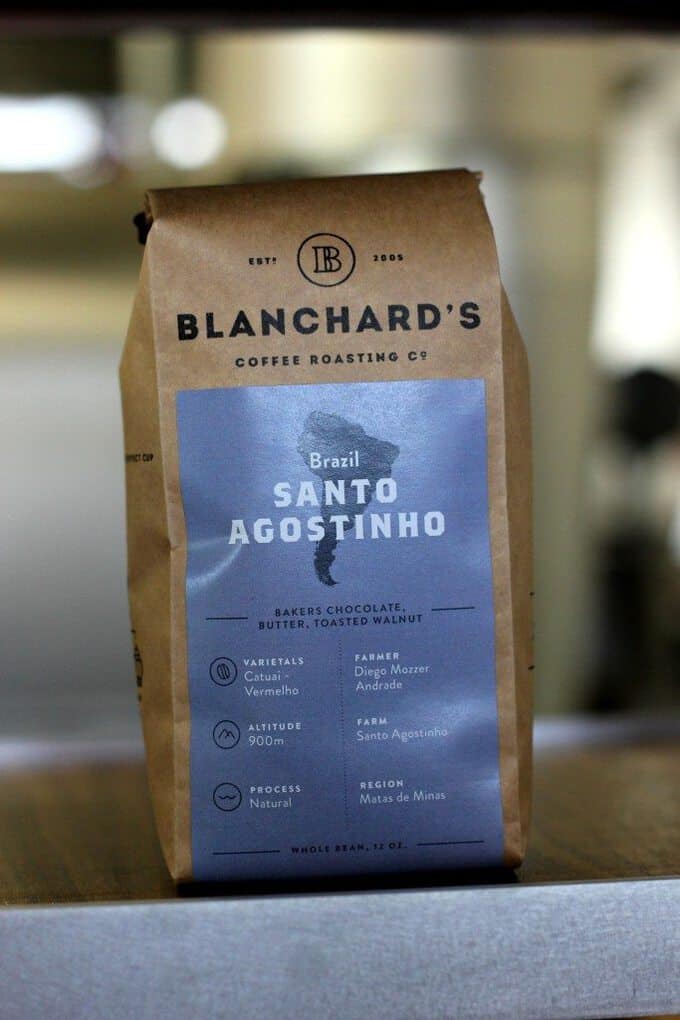 ESTD 2005
B
BLANCHARD'S
COFFEE ROASTING CO
CUP
Brazil
SANTO
AGOSTINHO
BAKERS CHOCOLATE,
BUTTER, TOASTED WALNUT
VARIETALS
Catuai -
Vermelho
ALTITUDE
900m
PROCESS
Natural
FARMER
Diego Mozzer
Andrade
FARM
Santo Agostinho
REGION
Matas de Minas
WHOLE BEAN, 12 OZ.